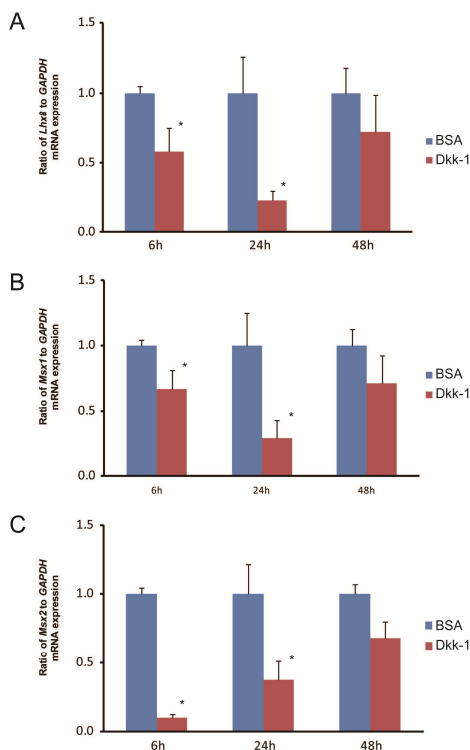 A
Ratio of Lhx8 to GAPDH
mRNA expression
1.5
1.0
0.5
0.0
*
*
6h
24h
48h
BSA
Dkk-1
B
Ratio of Msx1 to GAPDH
mRNA expression
1.5
1.0
0.5
0.0
*
*
6h
24h
48h
BSA
Dkk-1
C
Ratio of Msx2 to GAPDH
mRNA expression
1.5
1.0
0.5
0.0
*
*
6h
24h
48h
BSA
Dkk-1